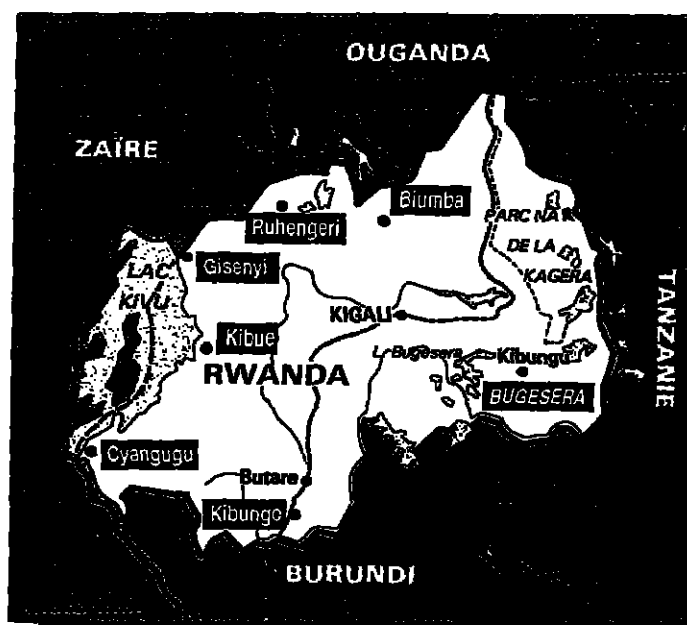 OUGANDA
ZAÍRE
Biumba
Ruhengeri
PARC NA
DE LA
KAGERA
LAC
KIVU
Gisenyi
TANZANIE
KIGALI
Kibue
L. Bugesera
Kibungu
RWANDA
BUGESERA
Cyangugu
Butare
Kibungo
BURUNDI